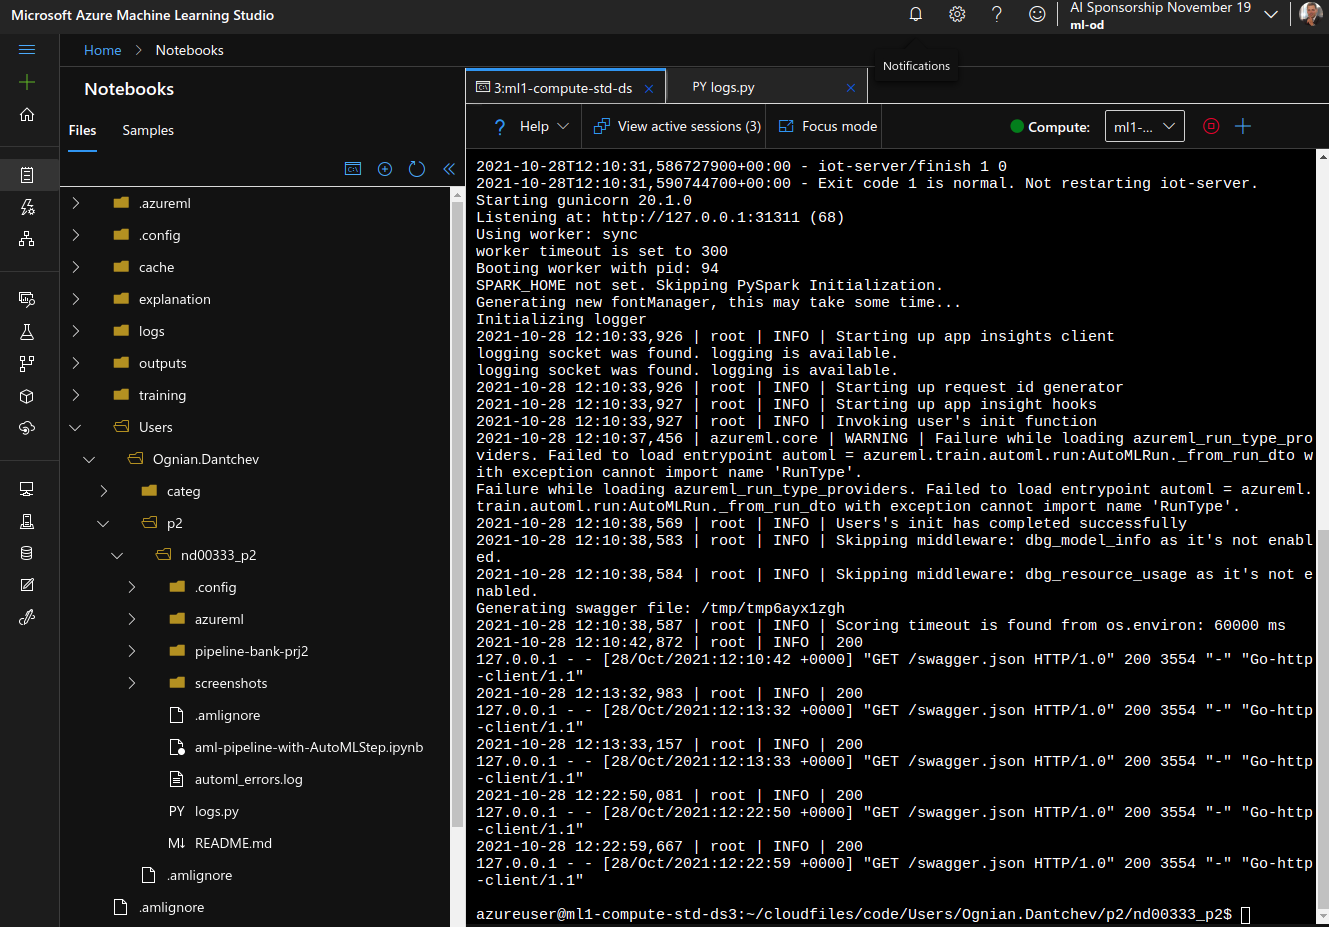 Microsoft Azure Machine Learning Studio
AI Sponsorship November 19
ml-od
Home > Notebooks
Notifications
Notebooks
Files Samples
.azureml
.config
cache
explanation
logs
outputs
training
Users
Ognian.Dantchev
categ
p2
nd00333_p2
.config
azureml
pipeline-bank-prj2
screenshots
.amlignore
aml-pipeline-with-AutoMLStep.ipynb
automl_errors.log
PY logs.py
M↓ README.md
.amlignore
.amlignore
3:ml1-compute-std-ds
PY logs.py
? Help
View active sessions (3)
Focus mode
Compute:
ml1-...
2021-10-28T12:10:31,586727900+00:00 - iot-server/finish 1 0
2021-10-28T12:10:31,590744700+00:00 - Exit code 1 is normal. Not restarting iot-server.
Starting gunicorn 20.1.0
Listening at: http://127.0.0.1:31311 (68)
Using worker: sync
worker timeout is set to 300
Booting worker with pid: 94
SPARK_HOME not set. Skipping PySpark Initialization.
Generating new fontManager, this may take some time...
Initializing logger
2021-10-28 12:10:33,926 | root | INFO | Starting up app insights client
logging socket was found. logging is available.
logging socket was found. logging is available.
2021-10-28 12:10:33,926 | root | INFO | Starting up request id generator
2021-10-28 12:10:33,927 | root | INFO | Starting up app insight hooks
2021-10-28 12:10:33,927 | root | INFO | Invoking user's init function
2021-10-28 12:10:37,456 | azureml.core | WARNING | Failure while loading azureml_run_type_pro
viders. Failed to load entrypoint automl = azureml.train.automl.run:AutoMLRun._from_run_dto w
ith exception cannot import name 'RunType'.
Failure while loading azureml_run_type_providers. Failed to load entrypoint automl = azureml.
train.automl.run:AutoMLRun._from_run_dto with exception cannot import name 'RunType'.
2021-10-28 12:10:38,569 | root | INFO | Users's init has completed successfully
2021-10-28 12:10:38,583 | root | INFO | Skipping middleware: dbg_model_info as it's not enabl
ed.
2021-10-28 12:10:38,584 | root | INFO | Skipping middleware: dbg_resource_usage as it's not e
nabled.
Generating swagger file: /tmp/tmp6ayx1zgh
2021-10-28 12:10:38,587 | root | INFO | Scoring timeout is found from os.environ: 60000 ms
2021-10-28 12:10:42,872 | root | INFO | 200
127.0.0.1 - - [28/Oct/2021:12:10:42 +0000] "GET /swagger.json HTTP/1.0" 200 3554 "-" "Go-http
-client/1.1"
2021-10-28 12:13:32,983 | root | INFO | 200
127.0.0.1 - - [28/Oct/2021:12:13:32 +0000] "GET /swagger.json HTTP/1.0" 200 3554 "-" "Go-http
-client/1.1"
2021-10-28 12:13:33,157 | root | INFO | 200
127.0.0.1 - - [28/Oct/2021:12:13:33 +0000] "GET /swagger.json HTTP/1.0" 200 3554 "-" "Go-http
-client/1.1"
2021-10-28 12:22:50,081 | root | INFO | 200
127.0.0.1 - - [28/Oct/2021:12:22:50 +0000] "GET /swagger.json HTTP/1.0" 200 3554 "-" "Go-http
-client/1.1"
2021-10-28 12:22:59,667 | root | INFO | 200
127.0.0.1 - - [28/Oct/2021:12:22:59 +0000] "GET /swagger.json HTTP/1.0" 200 3554 "-" "Go-http
-client/1.1"
azureuser@ml1-compute-std-ds3:~/cloudfiles/code/Users/Ognian.Dantchev/p2/nd00333_p2$